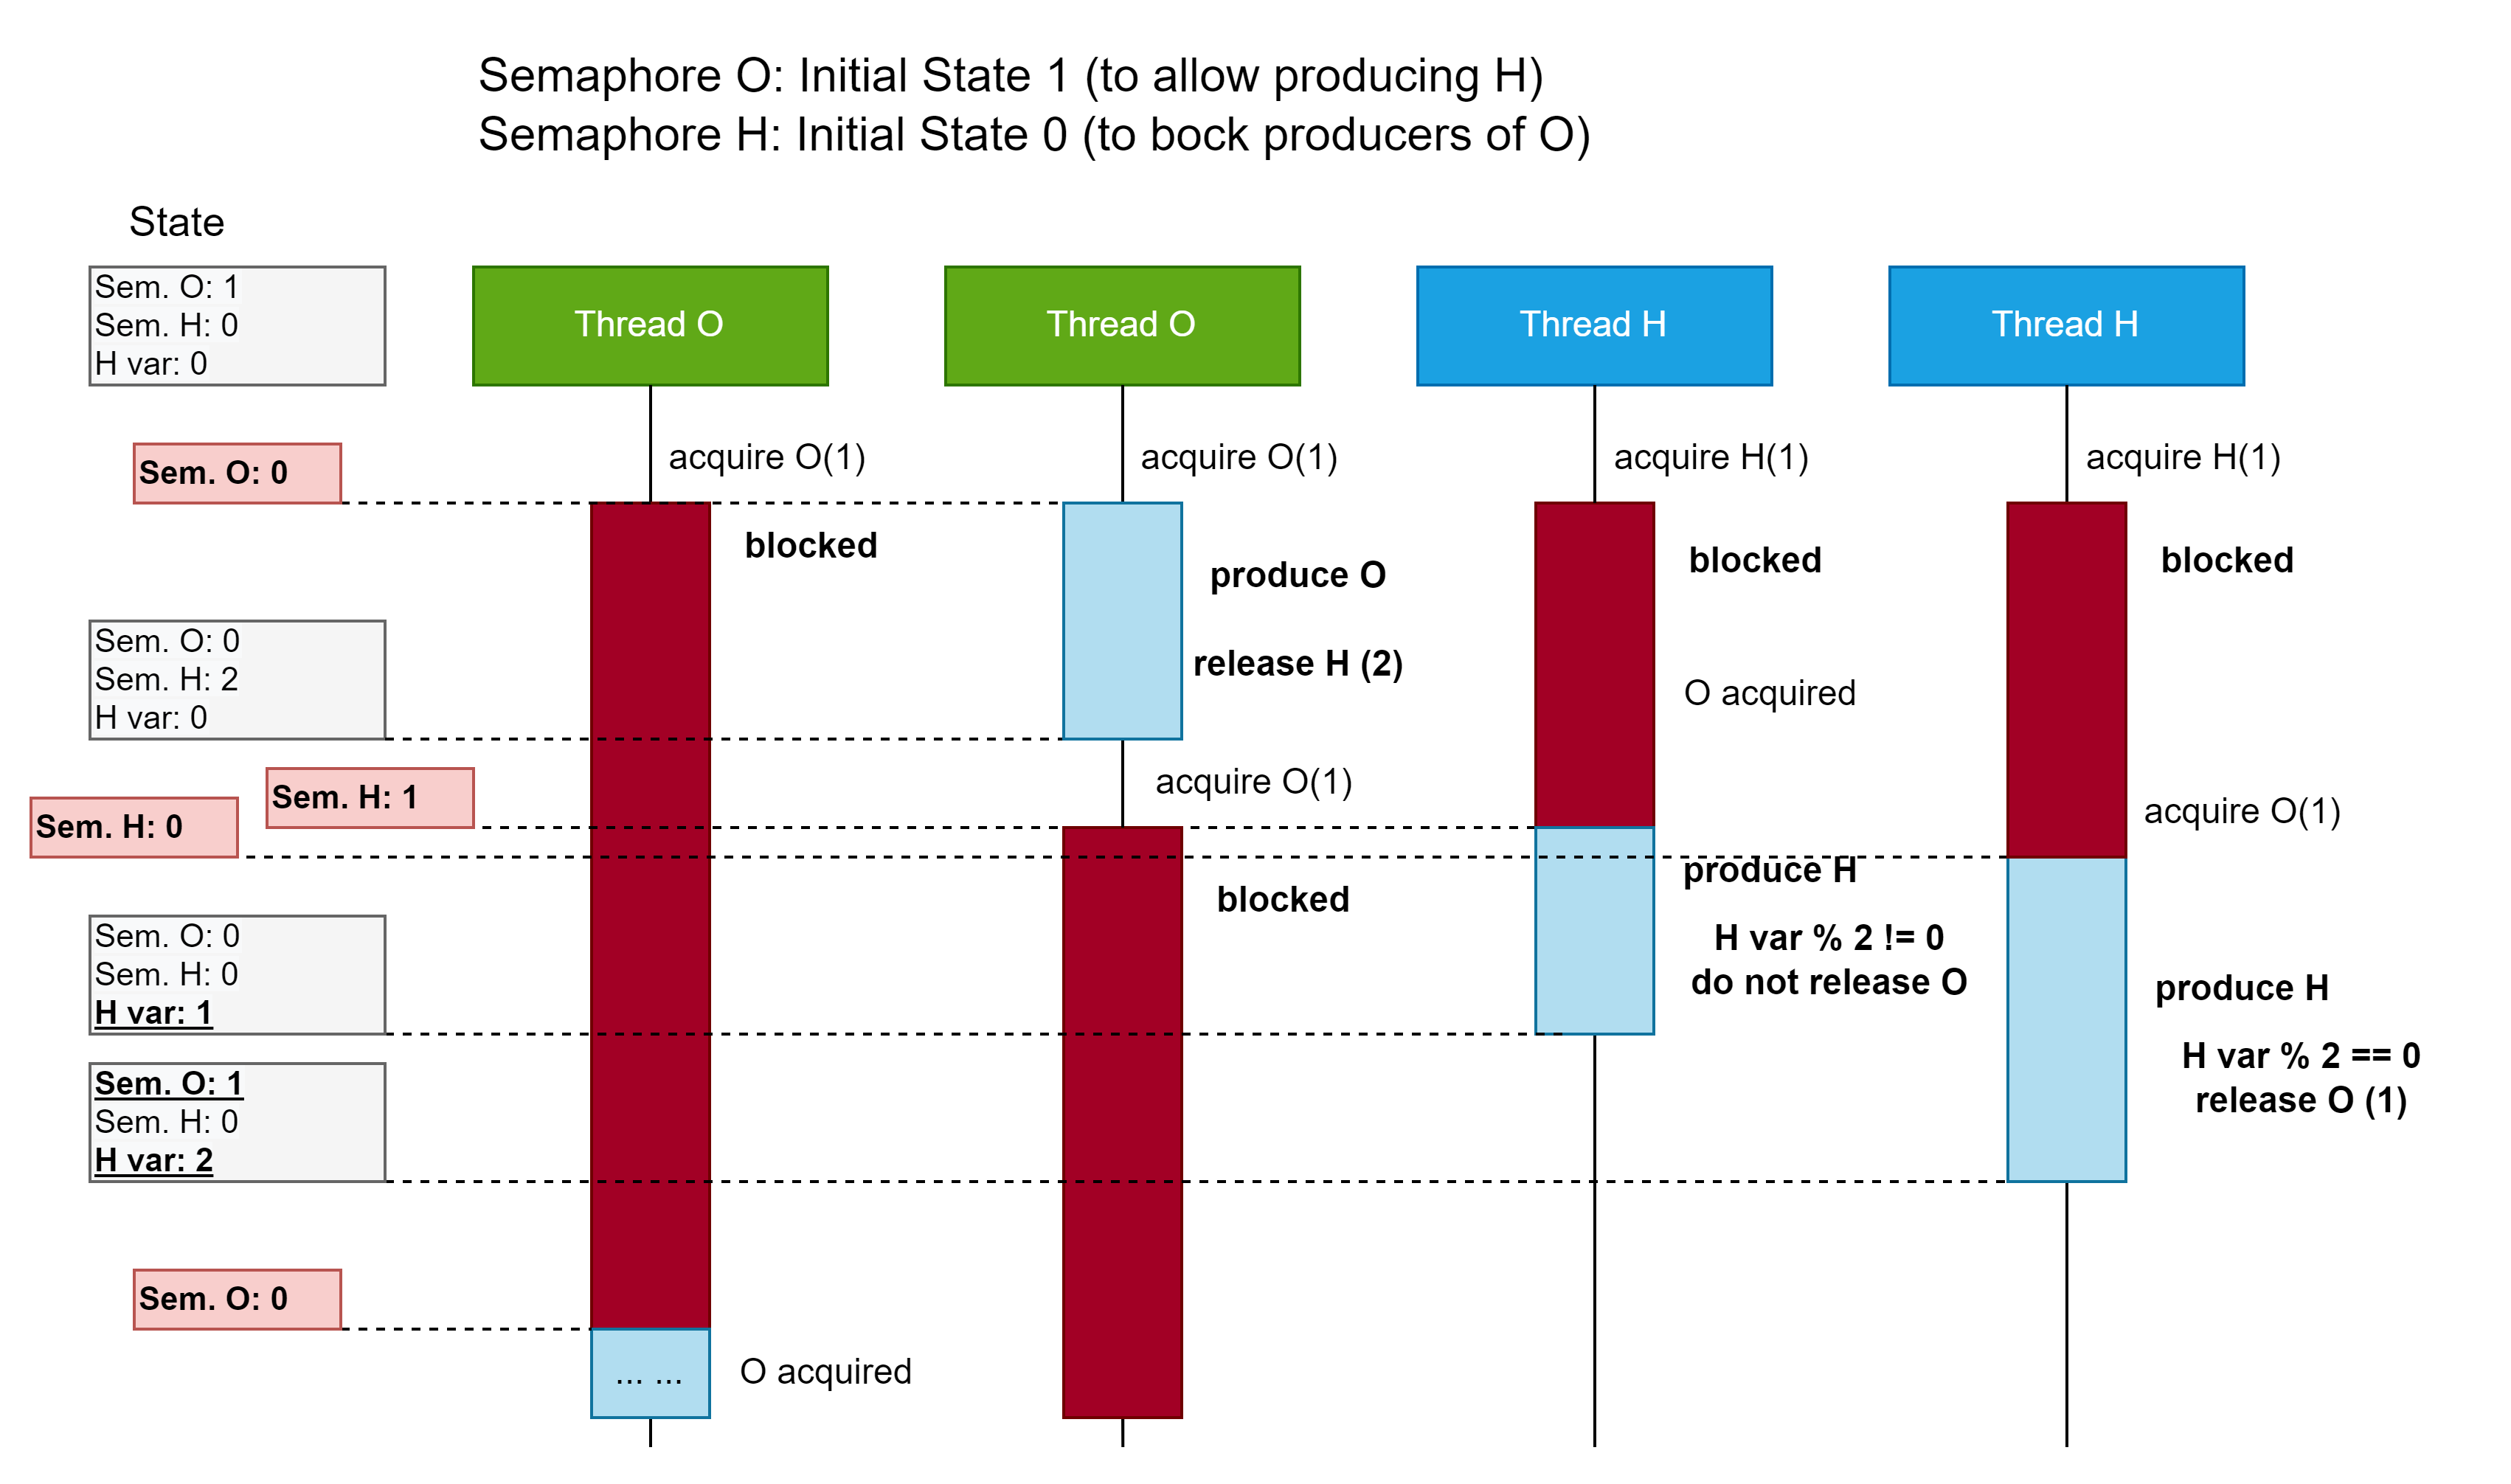 Semaphore O: Initial State 1 (to allow producing H)
Semaphore H: Initial State 0 (to bock producers of O)
State
Sem. O: 1
Sem. H: 0
H var: 0
Thread O
Thread O
Thread H
Thread H
Sem. O: 0
acquire O(1)
acquire O(1)
acquire H(1)
acquire H(1)
blocked
produce O
blocked
blocked
Sem. O: 0
Sem. H: 2
H var: 0
release H (2)
O acquired
Sem. H: 1
Sem. H: 0
acquire O(1)
acquire O(1)
blocked
produce H
H var % 2 != 0
do not release O
Sem. O: 0
Sem. H: 0
H var: 1
produce H
H var % 2 == 0
release O (1)
Sem. O: 1
Sem. H: 0
H var: 2
Sem. O: 0
... ...
O acquired